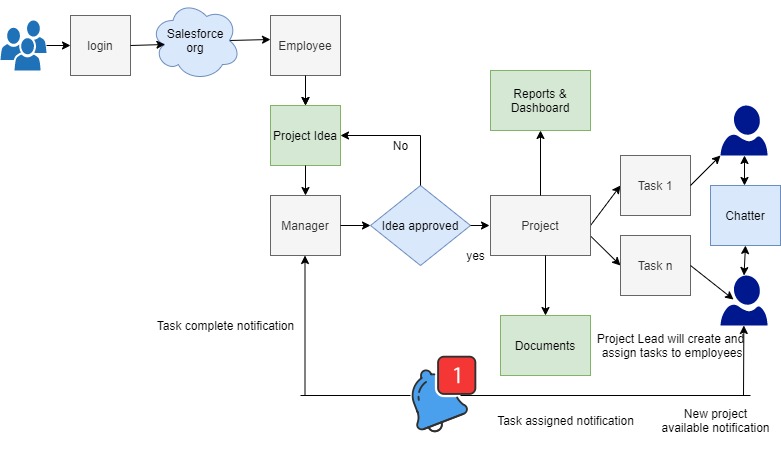 login
Salesforce
org
Employee
Project Idea
No
Reports &
Dashboard
Task 1
Manager
Idea approved
yes
Project
Chatter
Task n
Task complete notification
Documents
Project Lead will create and
assign tasks to employees
1
Task assigned notification
New project
available notification